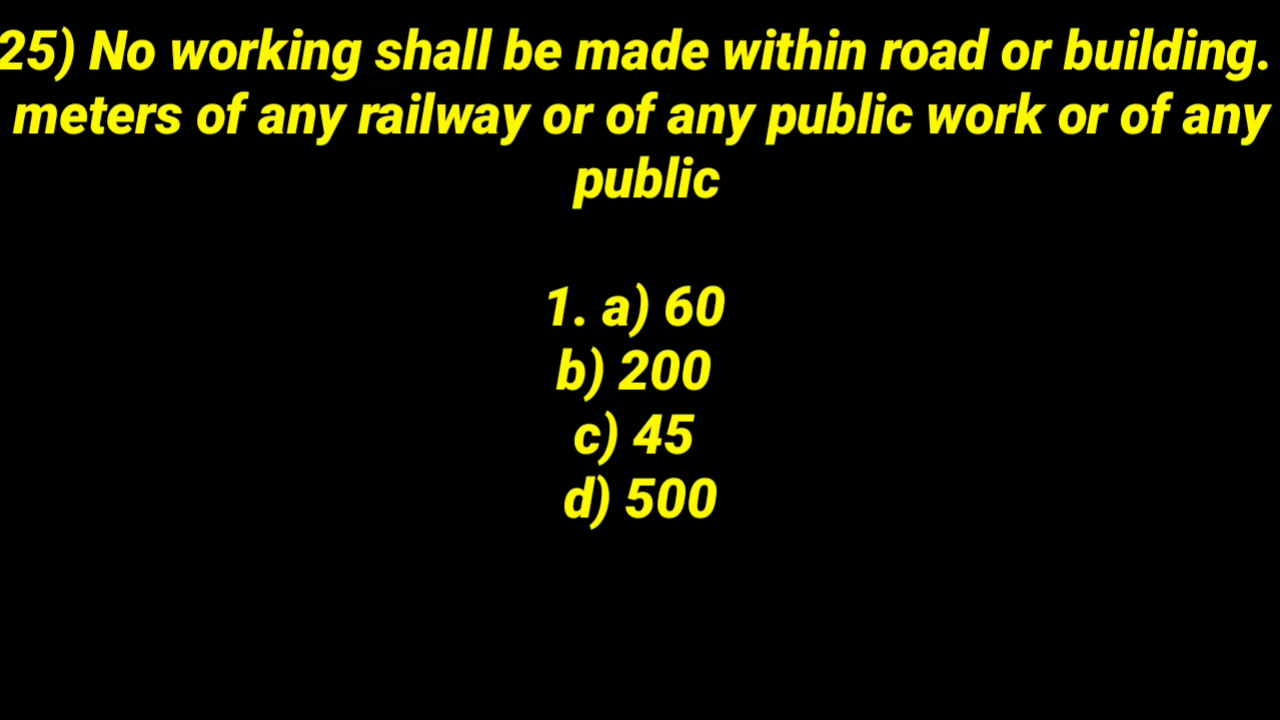 25) No working shall be made within road or building.
meters of any railway or of any public work or of any
public
1. a) 60
b) 200
c) 45
d) 500